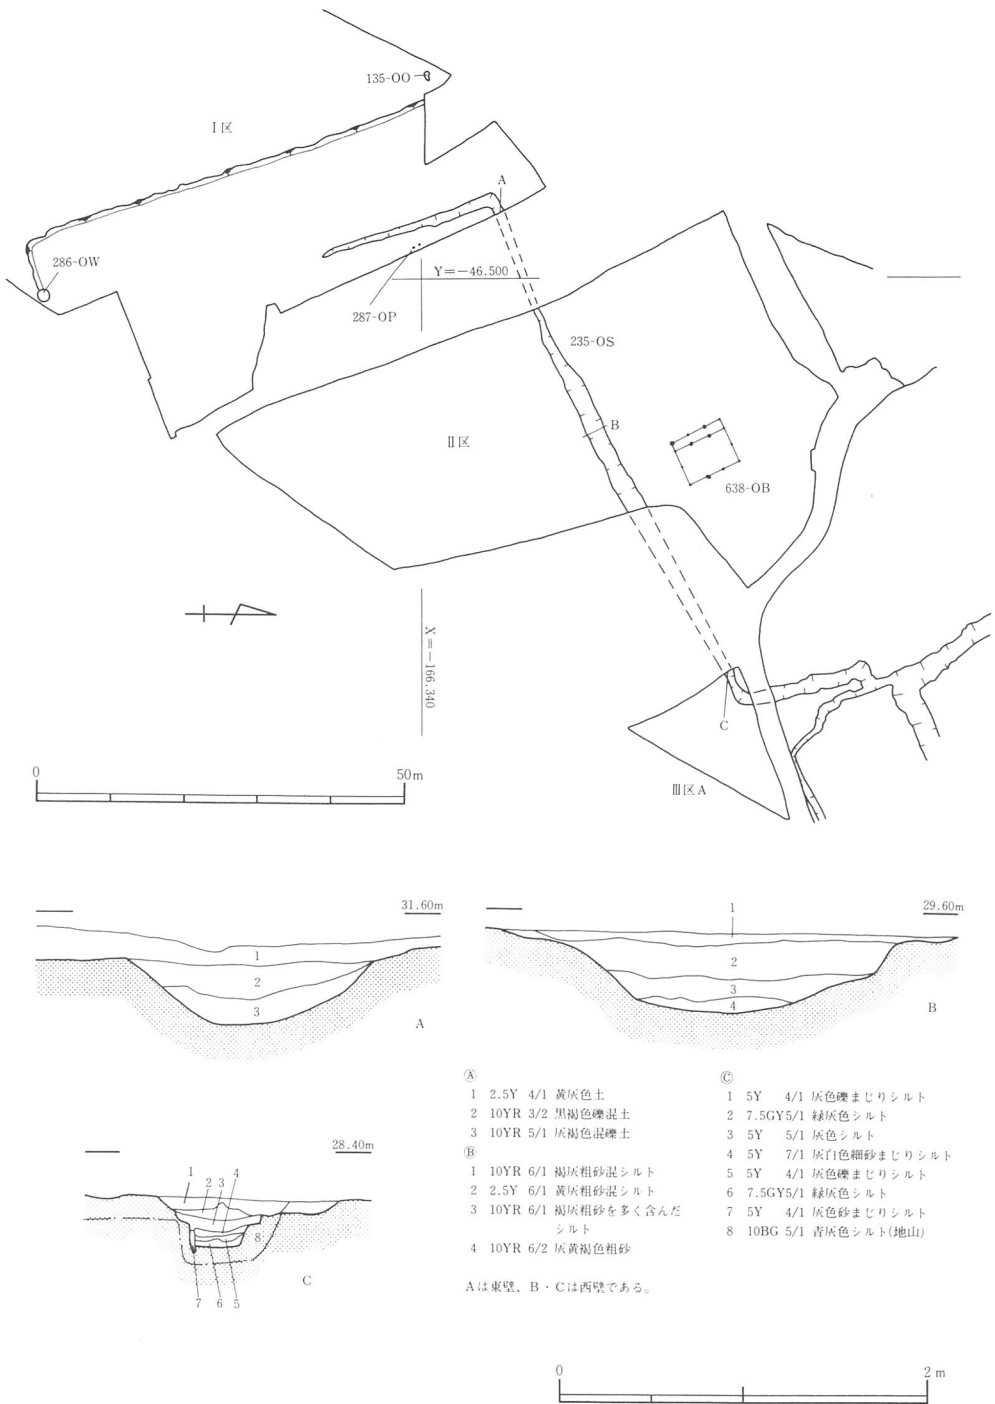 135-OO
Ⅰ区
A
286-OW
Y=-46.500
287-OP
235-OS
B
Ⅱ区
638-OB
X=-166.340
C
Ⅲ区A
0 50m
31.60m
1
2
3
A
1
29.60m
2
3
4
B
Ⓐ
1 2.5Y 4/1 黄灰色土
2 10YR 3/2 黒褐色礫混土
3 10YR 5/1 灰褐色混礫土
Ⓑ
1 10YR 6/1 褐灰粗砂混シルト
2 2.5Y 6/1 黄灰粗砂混シルト
3 10YR 6/1 褐灰粗砂を多く含んだ
シルト
4 10YR 6/2 灰黄褐色粗砂
Aは東壁、B・Cは西壁である。
Ⓒ
1 5Y 4/1 灰色礫まじりシルト
2 7.5GY5/1 緑灰色シルト
3 5Y 5/1 灰色シルト
4 5Y 7/1 灰白色細砂まじりシルト
5 5Y 4/1 灰色礫まじりシルト
6 7.5GY5/1 緑灰色シルト
7 5Y 4/1 灰色砂まじりシルト
8 10BG 5/1 青灰色シルト(地山)
28.40m
1 2 3 4
8
C
7 6 5
0 2m